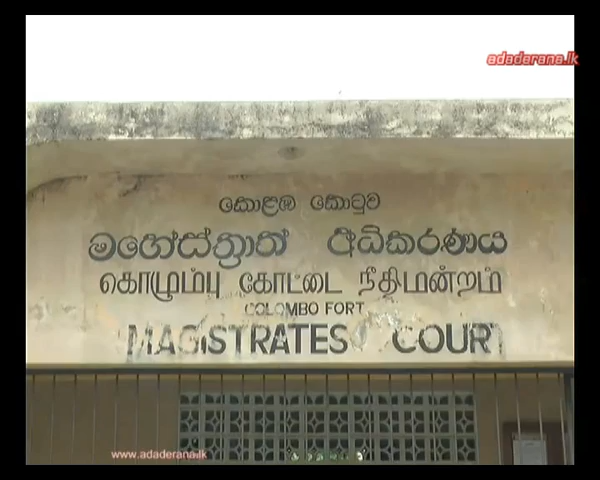 adaderana.lk
කොළඹ කොටුව
මහේස්ත්‍රාත් අධිකරණය
கொழும்பு கோட்டை நீதிமன்றம்
COLOMBO FORT
MAGISTRATES COURT
www.adaderana.lk